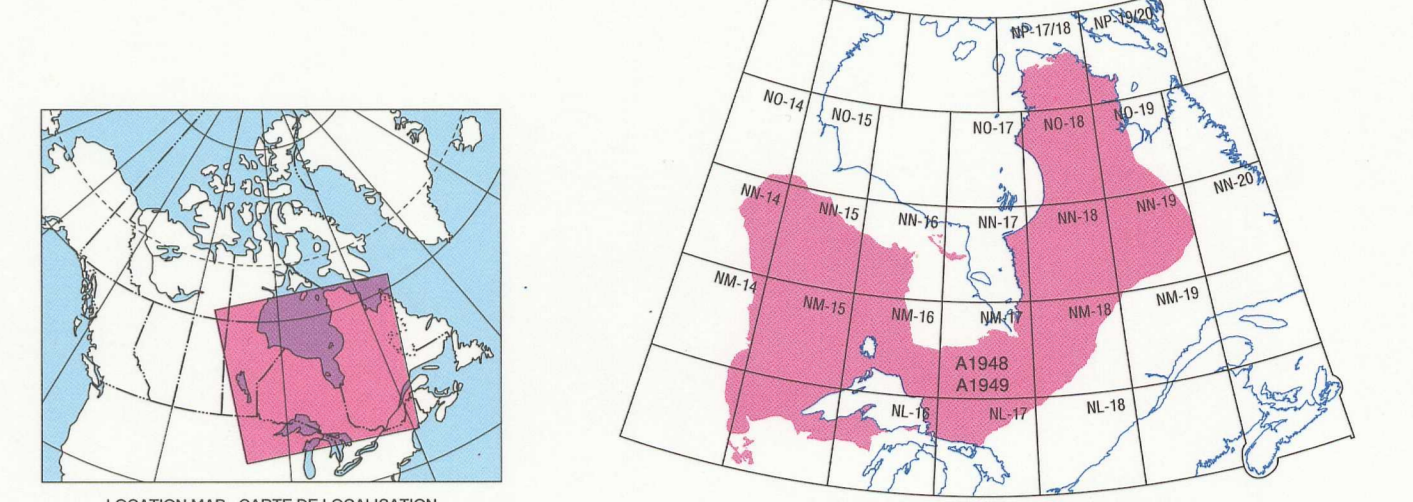 NP-17/18
NP-19/20
NO-14
NO-15
NO-17
NO-18
NO-19
NN-14
NN-15
NN-16
NN-17
NN-18
NN-19
NN-20
NM-14
NM-15
NM-16
NM-17
NM-18
NM-19
A1948
A1949
NL-16
NL-17
NL-18
LOCATION MAP - CARTE DE LOCALISATION